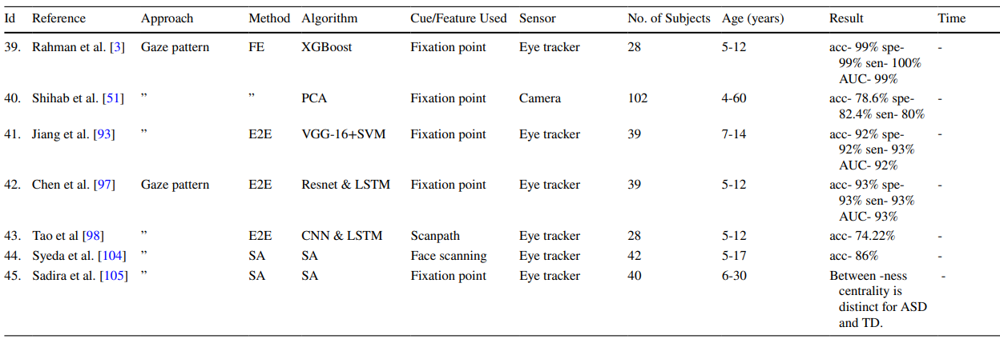 Id Reference Approach Method Algorithm Cue/Feature Used Sensor No. of Subjects Age (years) Result Time
39. Rahman et al. [3] Gaze pattern FE XGBoost Fixation point Eye tracker 28 5-12 acc- 99% spe- -
99% sen- 100%
AUC- 99%
40. Shihab et al. [51] ” ” PCA Fixation point Camera 102 4-60 acc- 78.6% spe- -
82.4% sen- 80%
41. Jiang et al. [93] ” E2E VGG-16+SVM Fixation point Eye tracker 39 7-14 acc- 92% spe- -
92% sen- 93%
AUC- 92%
42. Chen et al. [97] Gaze pattern E2E Resnet & LSTM Fixation point Eye tracker 39 5-12 acc- 93% spe- -
93% sen- 93%
AUC- 93%
43. Tao et al [98] ” E2E CNN & LSTM Scanpath Eye tracker 28 5-12 acc- 74.22% -
44. Syeda et al. [104] ” SA SA Face scanning Eye tracker 42 5-17 acc- 86% -
45. Sadira et al. [105] ” SA SA Fixation point Eye tracker 40 6-30 Between -ness -
centrality is
distinct for ASD
and TD.